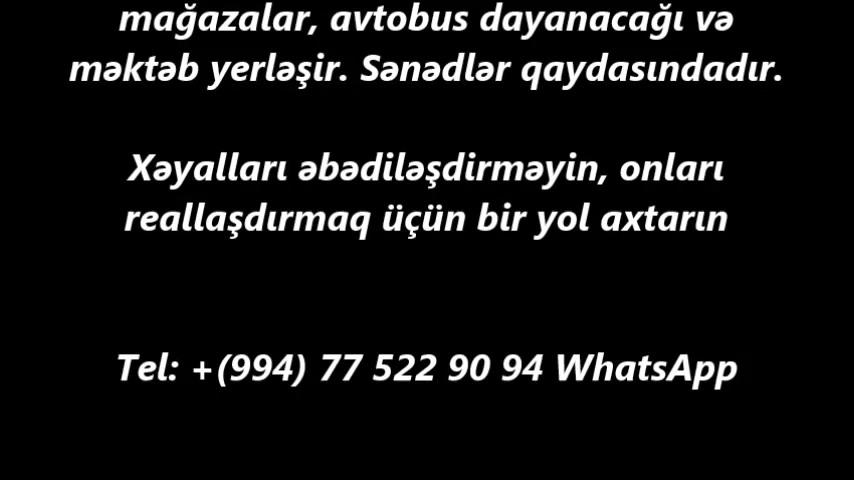 mağazalar, avtobus dayanacağı və
məktəb yerləşir. Sənədlər qaydasındadır.
Xəyalları əbədiləşdirməyin, onları
reallaşdırmaq üçün bir yol axtarın
Tel: +(994) 77 522 90 94 WhatsApp